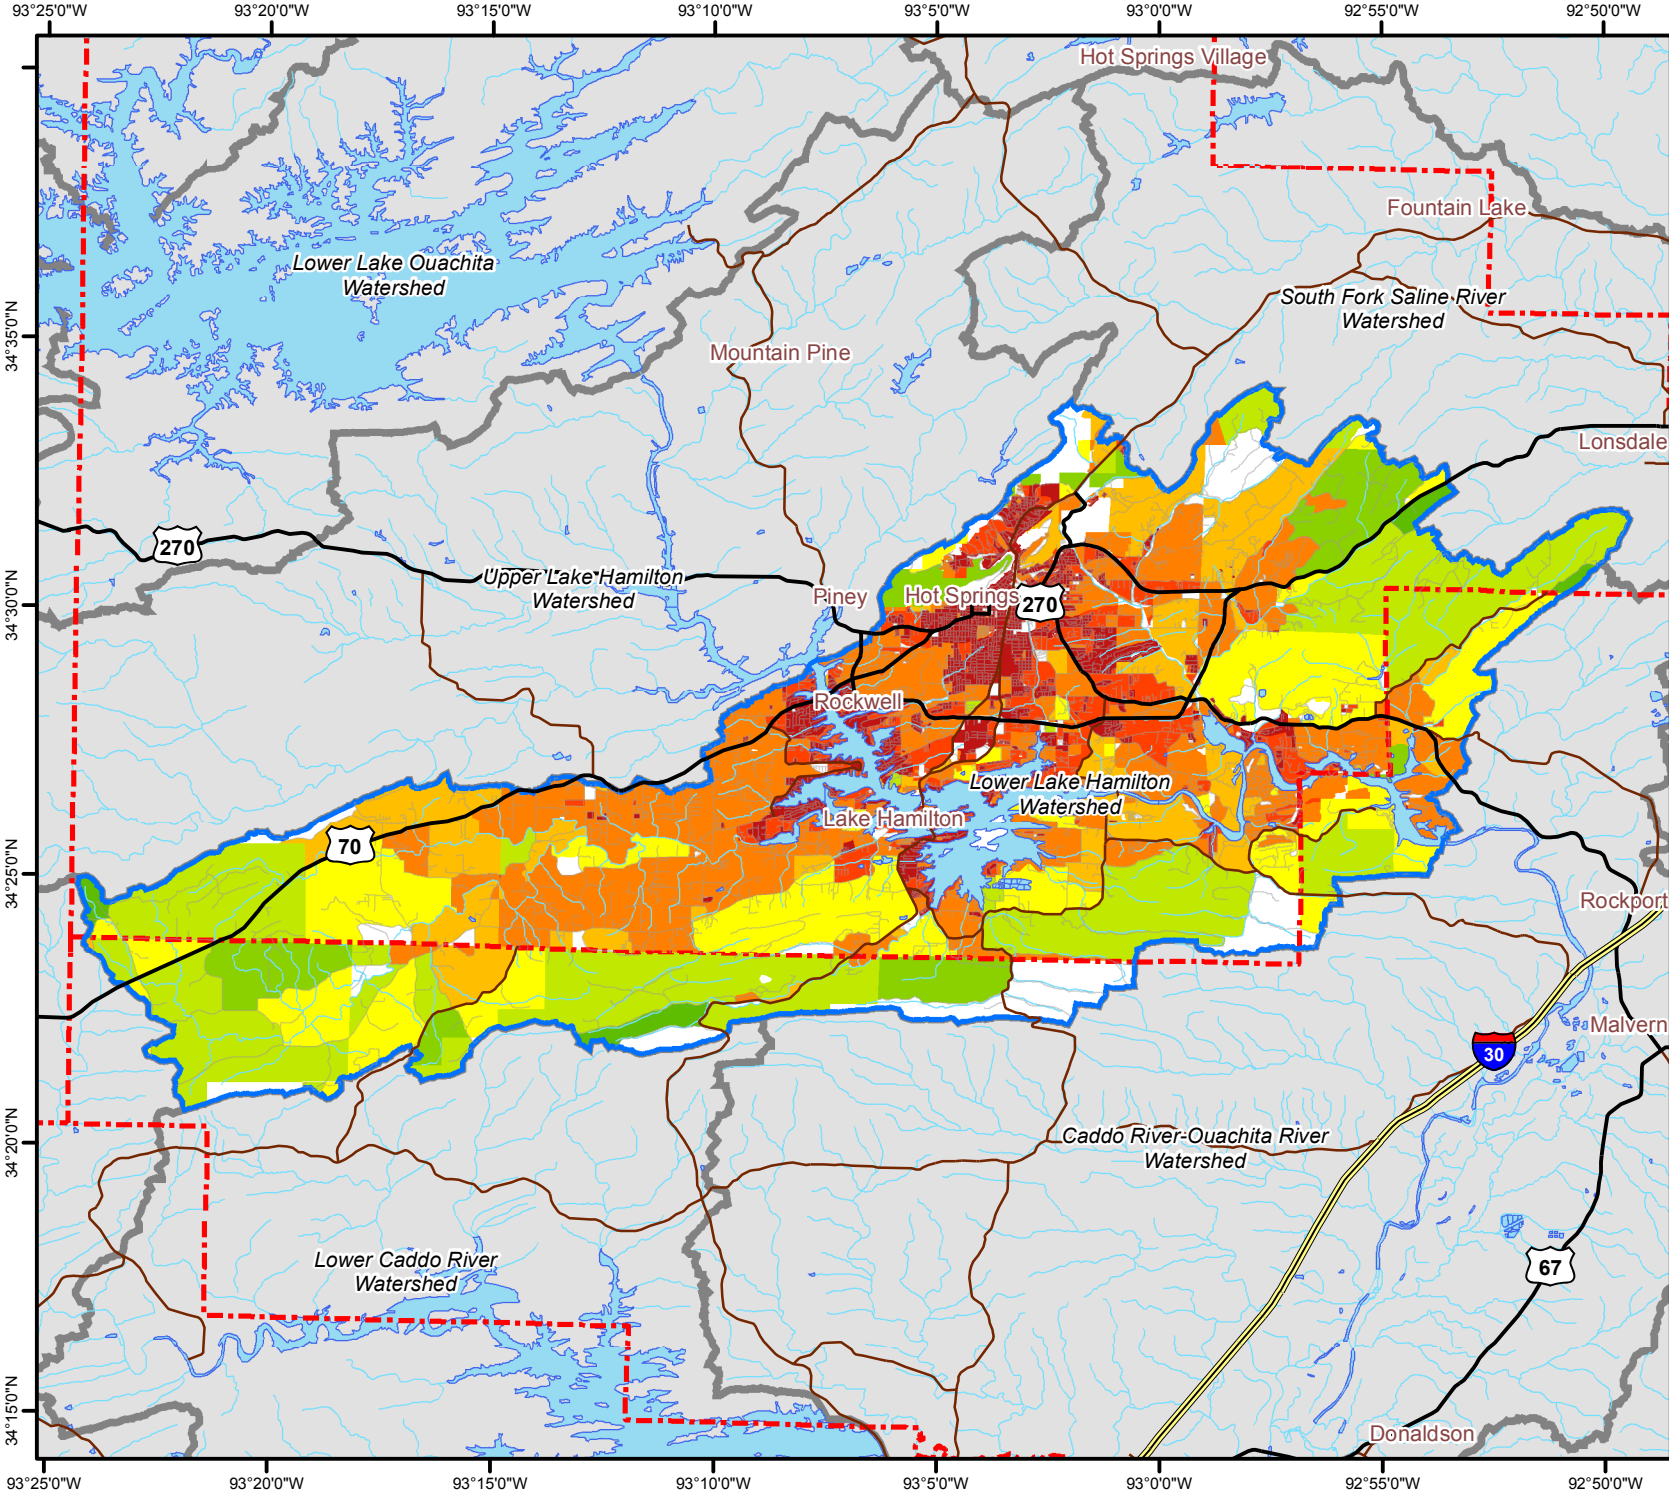 93°25'0"W 93°20'0"W 93°15'0"W 93°10'0"W 93°5'0"W 93°0'0"W 92°55'0"W 92°50'0"W
Hot Springs Village
Fountain Lake
Lower Lake Ouachita
Watershed
South Fork Saline River
Watershed
34°35'0"N
Mountain Pine
Lonsdale
270
Upper Lake Hamilton
Watershed
34°30'0"N
Piney
Hot Springs
270
Rockwell
Lower Lake Hamilton
Watershed
Lake Hamilton
70
34°25'0"N
Rockport
Malvern
30
34°20'0"N
Caddo River-Ouachita River
Watershed
Lower Caddo River
Watershed
67
34°15'0"N
Donaldson
93°25'0"W 93°20'0"W 93°15'0"W 93°10'0"W 93°5'0"W 93°0'0"W 92°55'0"W 92°50'0"W